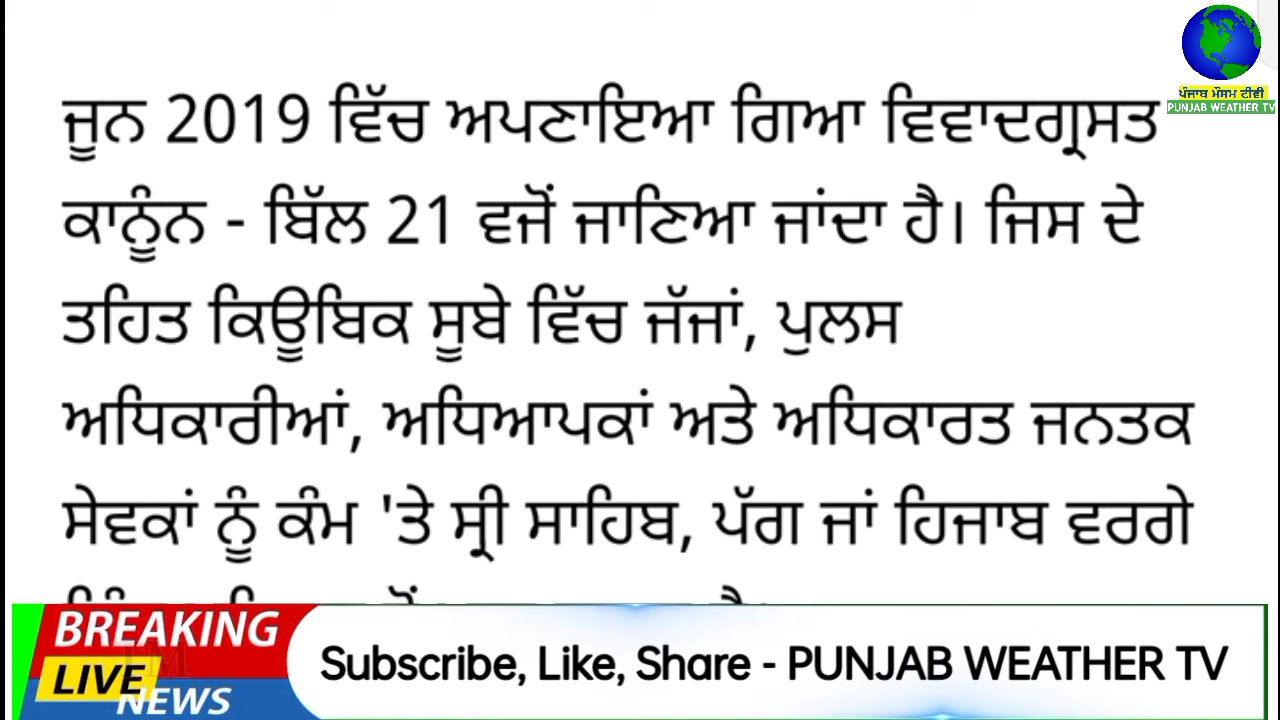 ਜੂਨ 2019 ਵਿੱਚ ਅਪਣਾਇਆ ਗਿਆ ਵਿਵਾਦਗ੍ਰਸਤ
ਕਾਨੂੰਨ - ਬਿੱਲ 21 ਵਜੋਂ ਜਾਣਿਆ ਜਾਂਦਾ ਹੈ। ਜਿਸ ਦੇ
ਤਹਿਤ ਕਿਊਬਿਕ ਸੂਬੇ ਵਿੱਚ ਜੱਜਾਂ, ਪੁਲਸ
ਅਧਿਕਾਰੀਆਂ, ਅਧਿਆਪਕਾਂ ਅਤੇ ਅਧਿਕਾਰਤ ਜਨਤਕ
ਸੇਵਕਾਂ ਨੂੰ ਕੰਮ 'ਤੇ ਸ੍ਰੀ ਸਾਹਿਬ, ਪੱਗ ਜਾਂ ਹਿਜਾਬ ਵਰਗੇ
ਪੰਜਾਬ ਮੌਸਮ ਟੀਵੀ
PUNJAB WEATHER TV
BREAKING
LIVE
NEWS
Subscribe, Like, Share - PUNJAB WEATHER TV